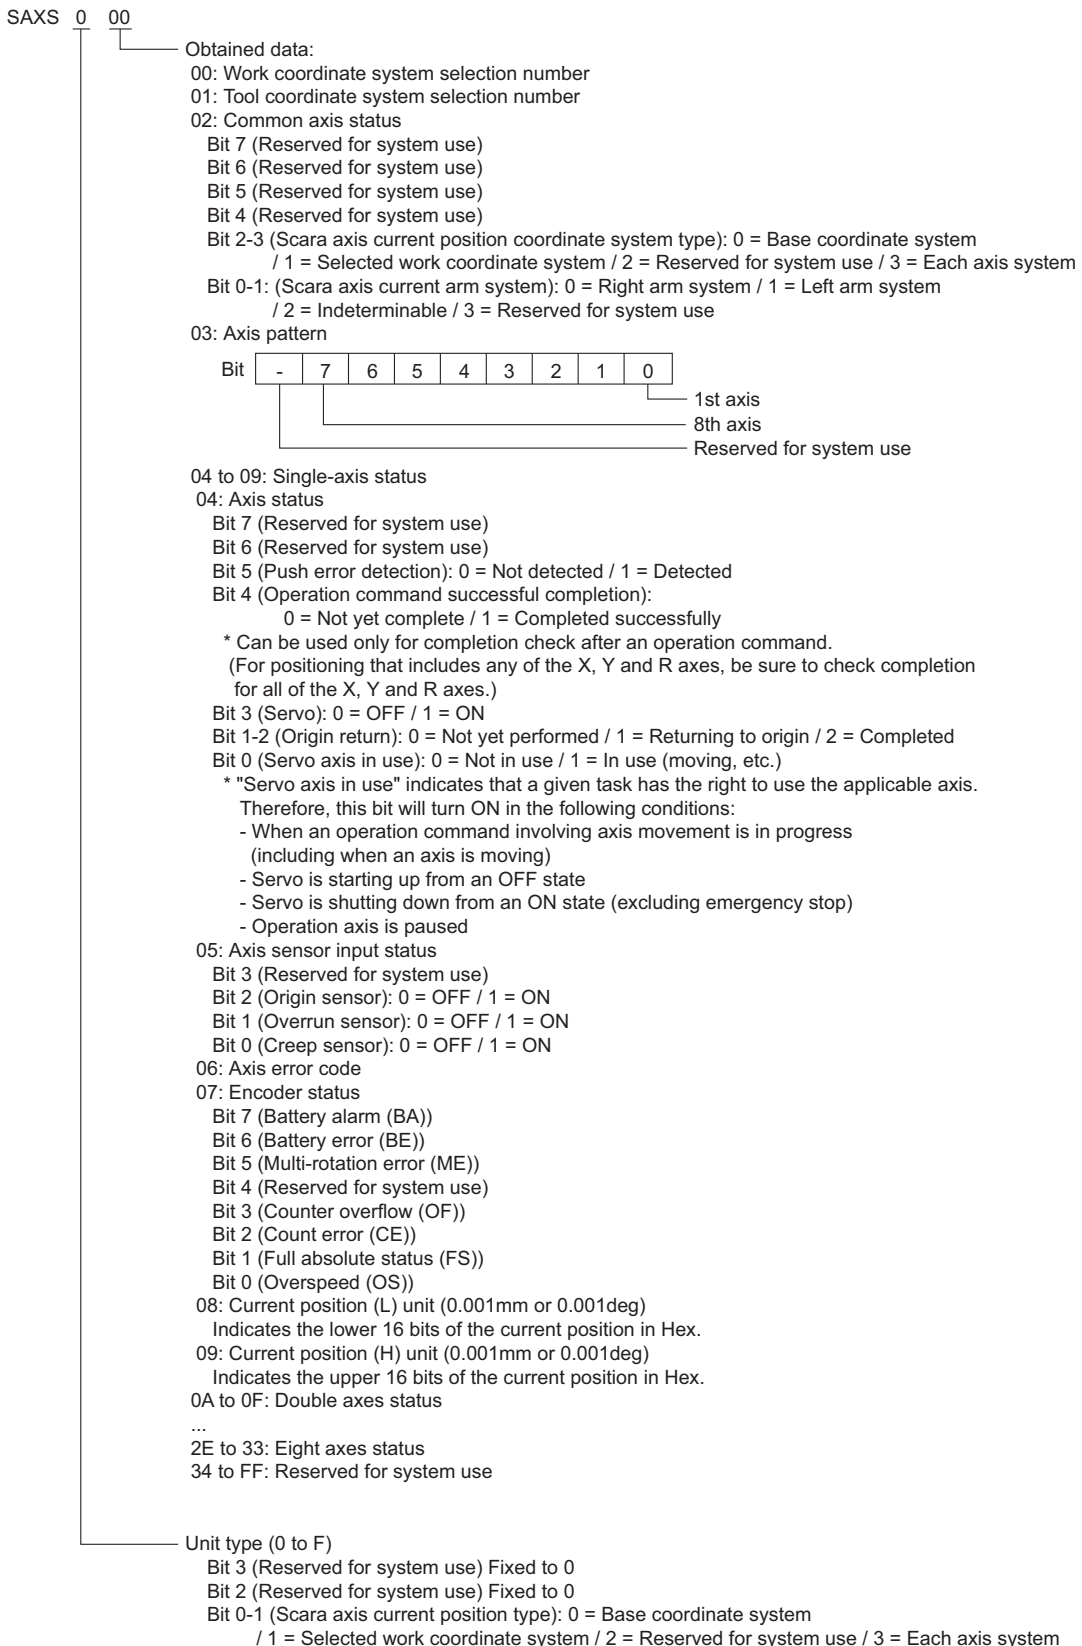 SAXS 0 00
Obtained data:
00: Work coordinate system selection number
01: Tool coordinate system selection number
02: Common axis status
Bit 7 (Reserved for system use)
Bit 6 (Reserved for system use)
Bit 5 (Reserved for system use)
Bit 4 (Reserved for system use)
Bit 2-3 (Scara axis current position coordinate system type): 0 = Base coordinate system
/ 1 = Selected work coordinate system / 2 = Reserved for system use / 3 = Each axis system
Bit 0-1: (Scara axis current arm system): 0 = Right arm system / 1 = Left arm system
/ 2 = Indeterminable / 3 = Reserved for system use
03: Axis pattern
Bit - 7 6 5 4 3 2 1 0
1st axis
8th axis
Reserved for system use
04 to 09: Single-axis status
04: Axis status
Bit 7 (Reserved for system use)
Bit 6 (Reserved for system use)
Bit 5 (Push error detection): 0 = Not detected / 1 = Detected
Bit 4 (Operation command successful completion):
0 = Not yet complete / 1 = Completed successfully
* Can be used only for completion check after an operation command.
(For positioning that includes any of the X, Y and R axes, be sure to check completion
for all of the X, Y and R axes.)
Bit 3 (Servo): 0 = OFF / 1 = ON
Bit 1-2 (Origin return): 0 = Not yet performed / 1 = Returning to origin / 2 = Completed
Bit 0 (Servo axis in use): 0 = Not in use / 1 = In use (moving, etc.)
* "Servo axis in use" indicates that a given task has the right to use the applicable axis.
Therefore, this bit will turn ON in the following conditions:
- When an operation command involving axis movement is in progress
(including when an axis is moving)
- Servo is starting up from an OFF state
- Servo is shutting down from an ON state (excluding emergency stop)
- Operation axis is paused
05: Axis sensor input status
Bit 3 (Reserved for system use)
Bit 2 (Origin sensor): 0 = OFF / 1 = ON
Bit 1 (Overrun sensor): 0 = OFF / 1 = ON
Bit 0 (Creep sensor): 0 = OFF / 1 = ON
06: Axis error code
07: Encoder status
Bit 7 (Battery alarm (BA))
Bit 6 (Battery error (BE))
Bit 5 (Multi-rotation error (ME))
Bit 4 (Reserved for system use)
Bit 3 (Counter overflow (OF))
Bit 2 (Count error (CE))
Bit 1 (Full absolute status (FS))
Bit 0 (Overspeed (OS))
08: Current position (L) unit (0.001mm or 0.001deg)
Indicates the lower 16 bits of the current position in Hex.
09: Current position (H) unit (0.001mm or 0.001deg)
Indicates the upper 16 bits of the current position in Hex.
0A to 0F: Double axes status
...
2E to 33: Eight axes status
34 to FF: Reserved for system use
Unit type (0 to F)
Bit 3 (Reserved for system use) Fixed to 0
Bit 2 (Reserved for system use) Fixed to 0
Bit 0-1 (Scara axis current position type): 0 = Base coordinate system
/ 1 = Selected work coordinate system / 2 = Reserved for system use / 3 = Each axis system